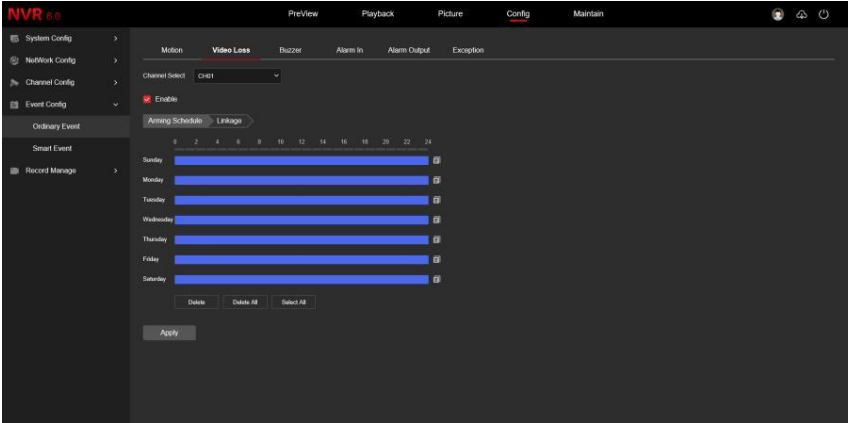 NVR 5.0 PreView Playback Picture Config Maintain
System Config
NetWork Config
Channel Config
Event Config
Ordinary Event
Smart Event
Record Manage
Motion Video Loss Buzzer Alarm In Alarm Output Exception
Channel Select CH01
Enable
Arming Schedule Linkage
0 2 4 6 8 10 12 14 16 18 20 22 24
Sunday
Monday
Tuesday
Wednesday
Thursday
Friday
Saturday
Delete Delete All Select All
Apply